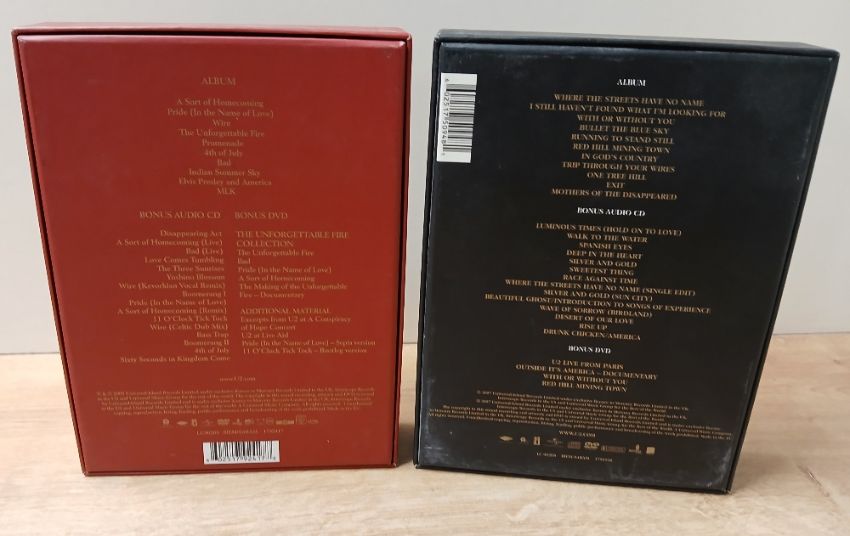 ALBUM
A Sort of Homecoming
Pride (In the Name of Love)
Wire
The Unforgettable Fire
Promenade
4th of July
Bad
Indian Summer Sky
Elvis Presley and America
MLK
BONUS AUDIO CD
Disappearing Act
A Sort of Homecoming (Live)
Bad (Live)
Love Comes Tumbling
The Three Sunrises
Yoshino Blossom
Wire (Kevorkian Vocal Remix)
Boomerang I
Pride (In the Name of Love)
A Sort of Homecoming (Remix)
11 O'Clock Tick Tock
Wire (Celtic Dub Mix)
Bass Trap
Boomerang II
4th of July
Sixty Seconds in Kingdom Come
BONUS DVD
THE UNFORGETTABLE FIRE
COLLECTION
The Unforgettable Fire
Bad
Pride (In the Name of Love)
A Sort of Homecoming
The Making of the Unforgettable
Fire – Documentary
ADDITIONAL MATERIAL
Excerpts from U2 at A Conspiracy
of Hope Concert
U2 at Live Aid
Pride (In the Name of Love) – Sepia version
11 O'Clock Tick Tock – Bootleg version
www.U2.com
ALBUM
WHERE THE STREETS HAVE NO NAME
I STILL HAVEN'T FOUND WHAT I'M LOOKING FOR
WITH OR WITHOUT YOU
BULLET THE BLUE SKY
RUNNING TO STAND STILL
RED HILL MINING TOWN
IN GOD'S COUNTRY
TRIP THROUGH YOUR WIRES
ONE TREE HILL
EXIT
MOTHERS OF THE DISAPPEARED
BONUS AUDIO CD
LUMINOUS TIMES (HOLD ON TO LOVE)
WALK TO THE WATER
SPANISH EYES
DEEP IN THE HEART
SILVER AND GOLD
SWEETEST THING
RACE AGAINST TIME
WHERE THE STREETS HAVE NO NAME (SINGLE EDIT)
SILVER AND GOLD (SUN CITY)
BEAUTIFUL GHOST/INTRODUCTION TO SONGS OF EXPERIENCE
WAVE OF SORROW (BIRDLAND)
DESERT OF OUR LOVE
RISE UP
DRUNK CHICKEN/AMERICA
BONUS DVD
U2 LIVE FROM PARIS
OUTSIDE IT'S AMERICA – DOCUMENTARY
WITH OR WITHOUT YOU
RED HILL MINING TOWN
WWW.U2.COM